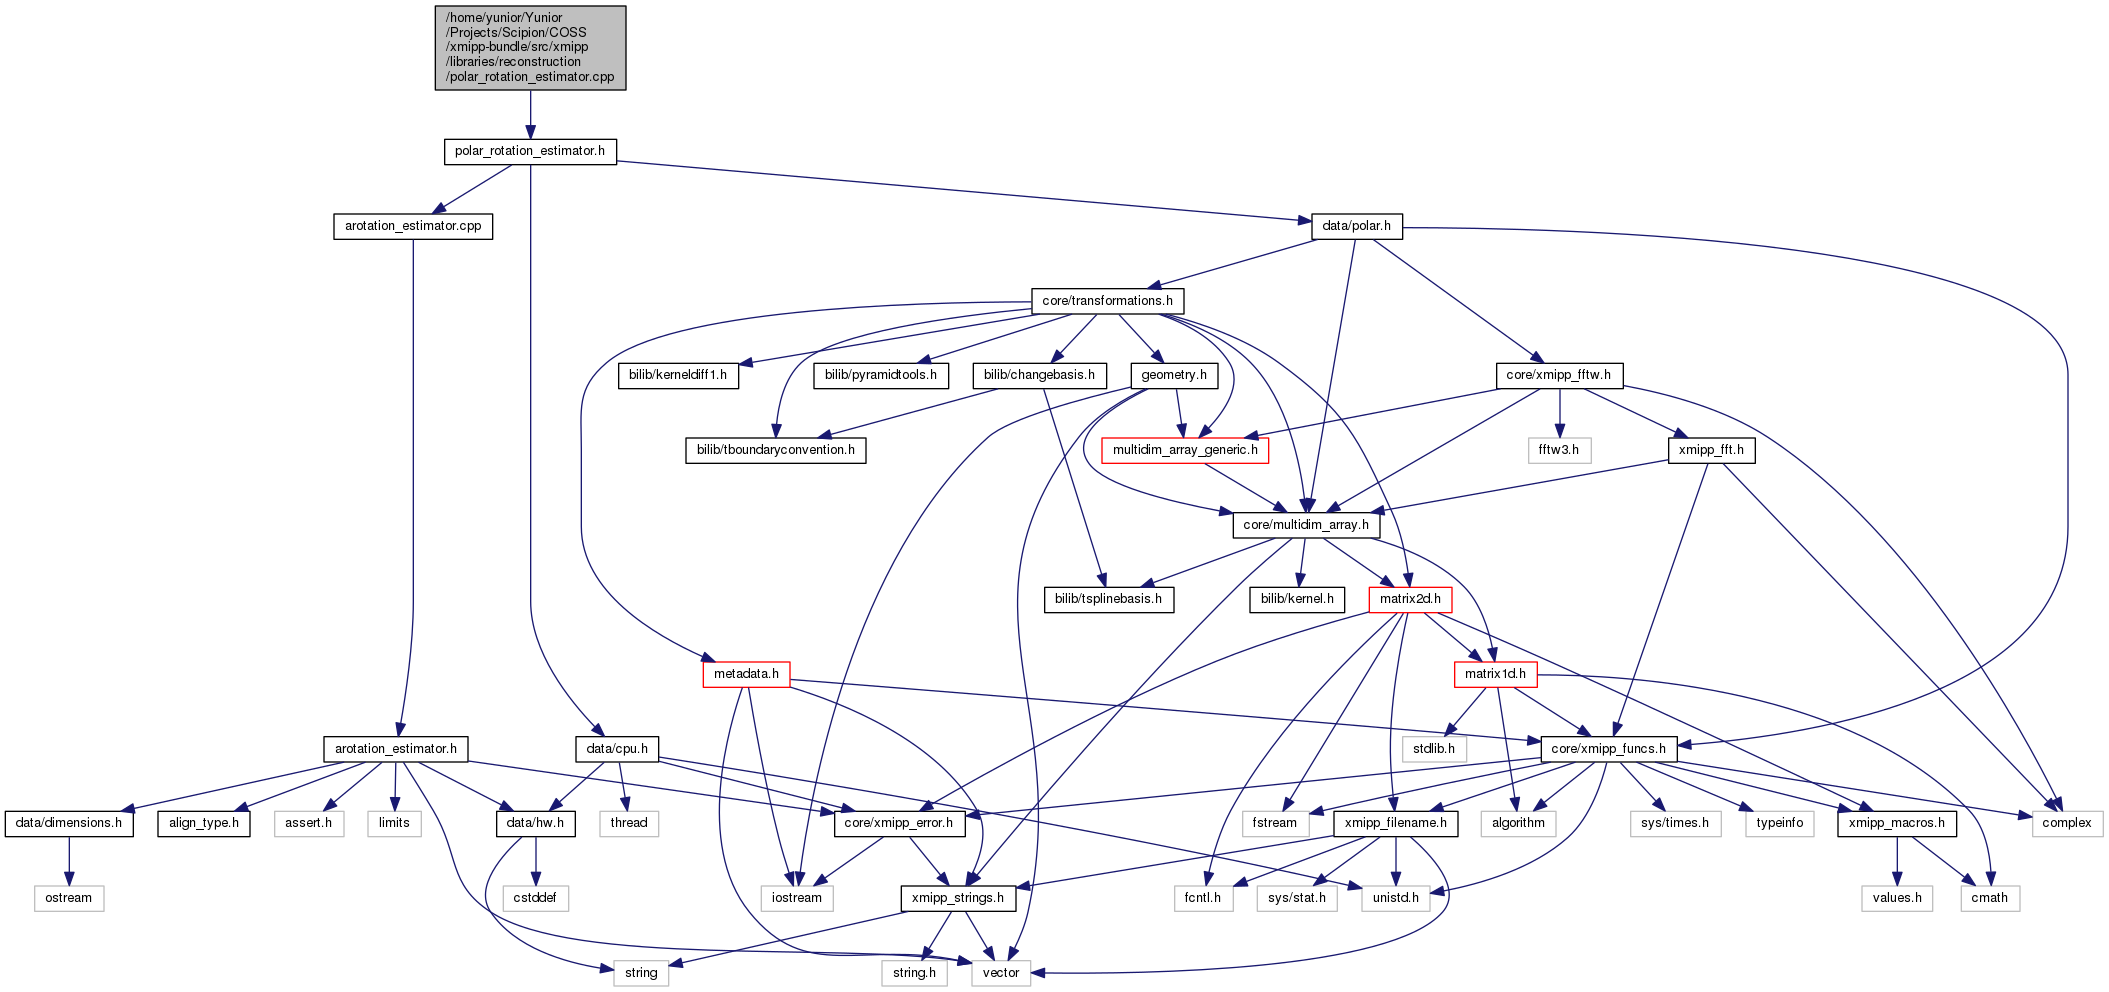 /home/yunior/Yunior
/Projects/Scipion/COSS
/xmipp-bundle/src/xmipp
/libraries/reconstruction
/polar_rotation_estimator.cpp
polar_rotation_estimator.h
arotation_estimator.cpp
data/polar.h
core/transformations.h
bilib/kerneldiff1.h
bilib/pyramidtools.h
bilib/changebasis.h
geometry.h
core/xmipp_fftw.h
bilib/tboundaryconvention.h
multidim_array_generic.h
fftw3.h
xmipp_fft.h
core/multidim_array.h
bilib/tsplinebasis.h
bilib/kernel.h
matrix2d.h
metadata.h
matrix1d.h
arotation_estimator.h
data/cpu.h
stdlib.h
core/xmipp_funcs.h
data/dimensions.h
align_type.h
assert.h
limits
data/hw.h
thread
core/xmipp_error.h
fstream
xmipp_filename.h
algorithm
sys/times.h
typeinfo
xmipp_macros.h
complex
ostream
cstddef
iostream
xmipp_strings.h
fcntl.h
sys/stat.h
unistd.h
values.h
cmath
string
string.h
vector